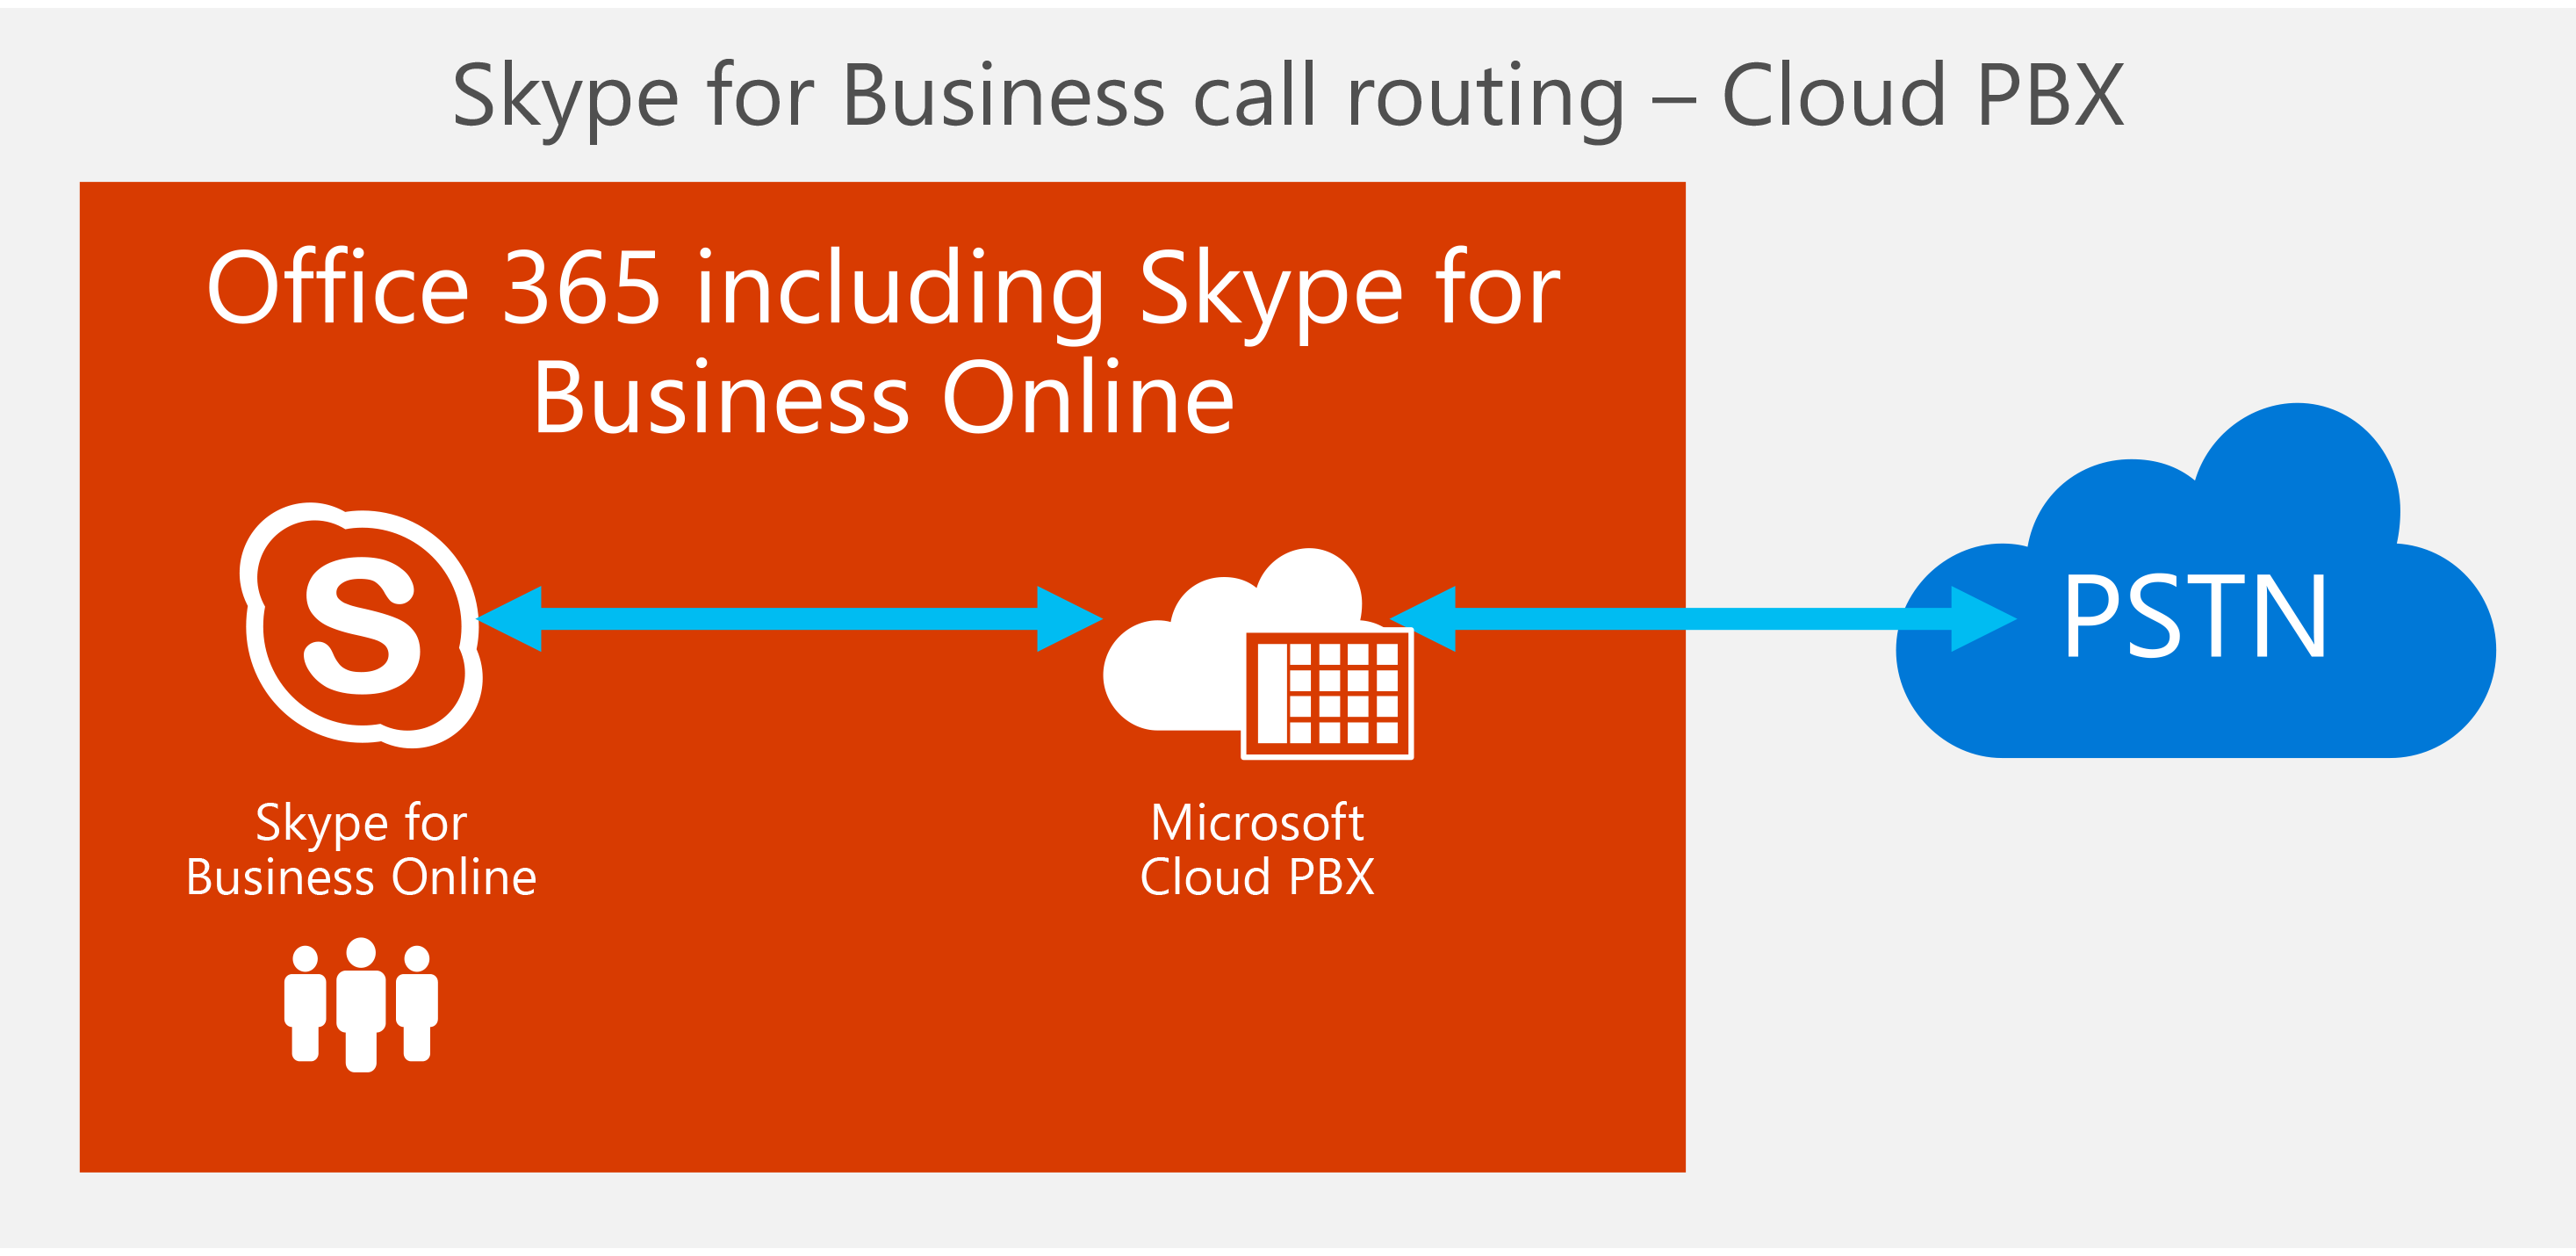 Skype for Business call routing – Cloud PBX
Office 365 including Skype for
Business Online
PSTN
Skype for
Business Online
Microsoft
Cloud PBX